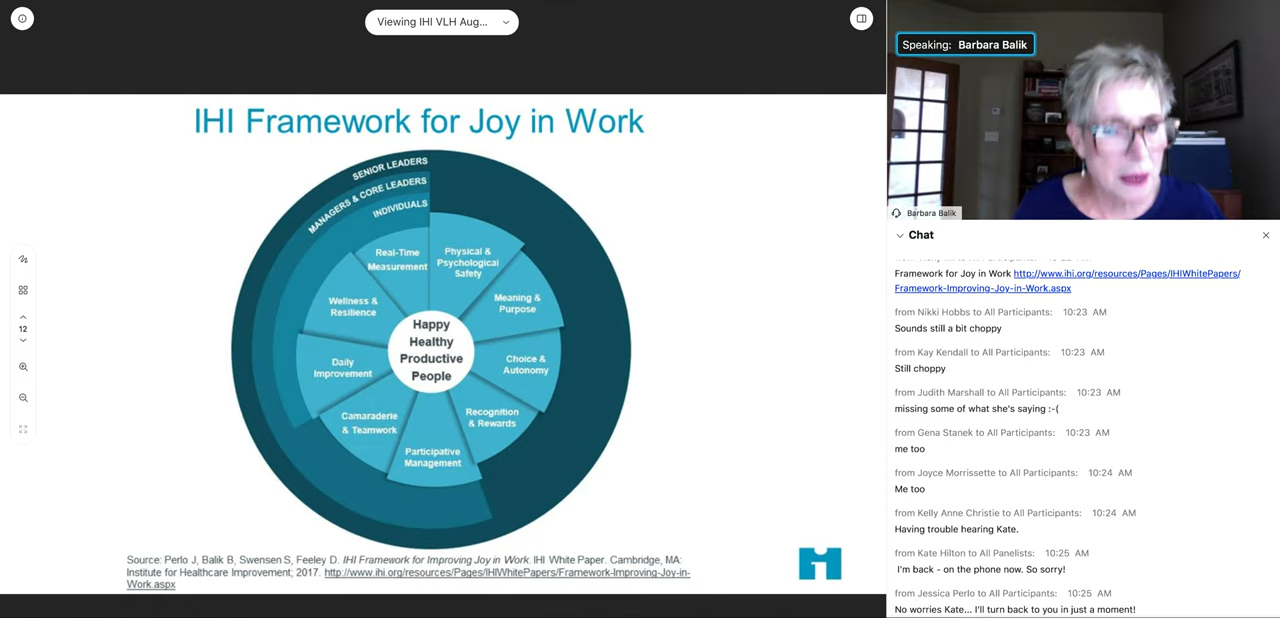 Viewing IHI VLH Aug...
IHI Framework for Joy in Work
SENIOR LEADERS
MANAGERS & CORE LEADERS
INDIVIDUALS
Real-Time
Measurement
Physical &
Psychological
Safety
Wellness &
Resilience
Meaning &
Purpose
Happy
Healthy
Productive
People
Daily
Improvement
Choice &
Autonomy
Camaraderie
& Teamwork
Recognition
& Rewards
Participative
Management
12
Source: Perlo J, Balik B, Swensen S, Feeley D. IHI Framework for Improving Joy in Work. IHI White Paper. Cambridge, MA:
Institute for Healthcare Improvement; 2017. http://www.ihi.org/resources/Pages/IHIWhitePapers/Framework-Improving-Joy-in-
Work.aspx
Speaking: Barbara Balik
Barbara Balik
Chat
Framework for Joy in Work http://www.ihi.org/resources/Pages/IHIWhitePapers/
Framework-Improving-Joy-in-Work.aspx
from Nikki Hobbs to All Participants: 10:23 AM
Sounds still a bit choppy
from Kay Kendall to All Participants: 10:23 AM
Still choppy
from Judith Marshall to All Participants: 10:23 AM
missing some of what she's saying :-(
from Gena Stanek to All Participants: 10:23 AM
me too
from Joyce Morrissette to All Participants: 10:24 AM
Me too
from Kelly Anne Christie to All Participants: 10:24 AM
Having trouble hearing Kate.
from Kate Hilton to All Panelists: 10:25 AM
I'm back - on the phone now. So sorry!
from Jessica Perlo to All Participants: 10:25 AM
No worries Kate... I'll turn back to you in just a moment!